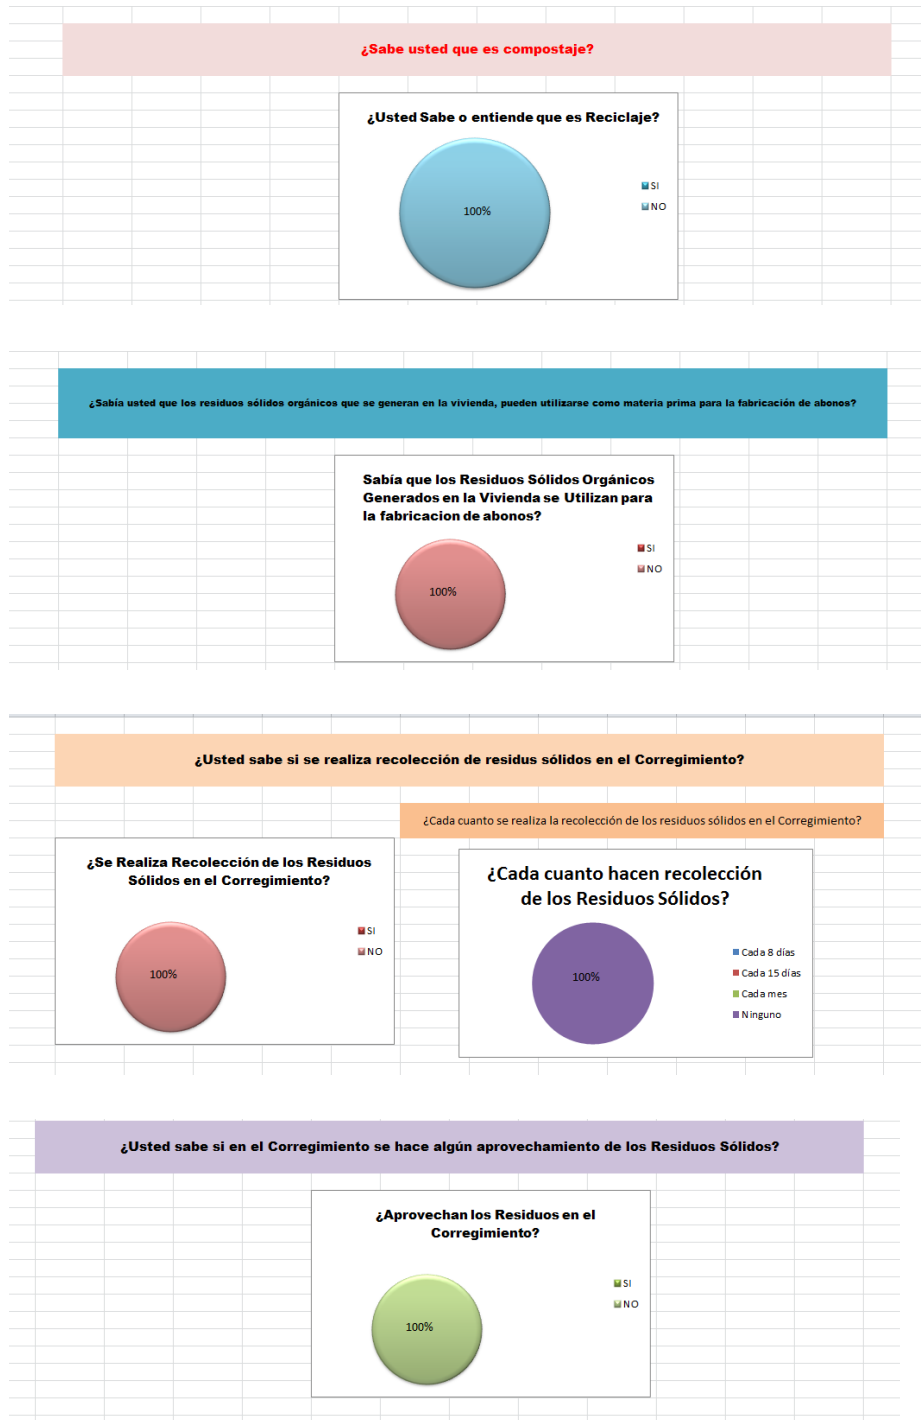 ¿Sabe usted que es compostaje?
¿Usted Sabe o entiende que es Reciclaje?
100%
SI
NO
¿Sabía usted que los residuos sólidos orgánicos que se generan en la vivienda, pueden utilizarse como materia prima para la fabricación de abonos?
Sabía que los Residuos Sólidos Orgánicos
Generados en la Vivienda se Utilizan para
la fabricacion de abonos?
100%
SI
NO
¿Usted sabe si se realiza recolección de residus sólidos en el Corregimiento?
¿Cada cuanto se realiza la recolección de los residuos sólidos en el Corregimiento?
¿Se Realiza Recolección de los Residuos
Sólidos en el Corregimiento?
100%
SI
NO
¿Cada cuanto hacen recolección
de los Residuos Sólidos?
100%
Cada 8 días
Cada 15 días
Cada mes
Ninguno
¿Usted sabe si en el Corregimiento se hace algún aprovechamiento de los Residuos Sólidos?
¿Aprovechan los Residuos en el
Corregimiento?
100%
SI
NO